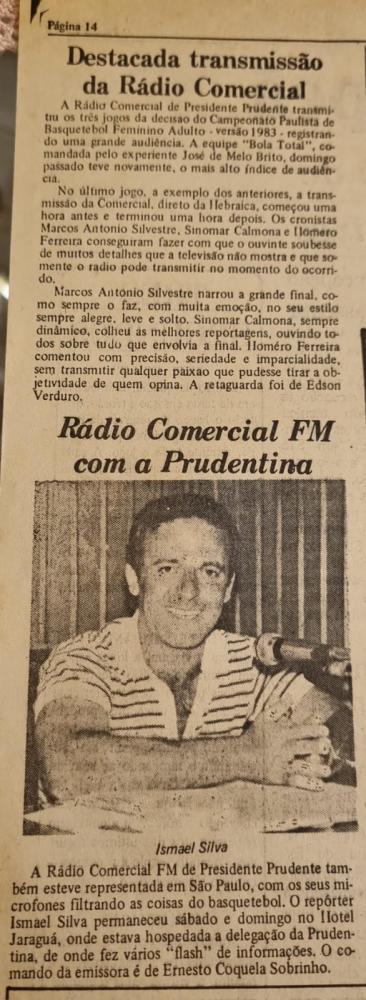 Página 14
Destacada transmissão
da Rádio Comercial
A Rádio Comercial de Presidente Prudente transmi-
tiu os três jogos da decisao do Campeonato Paulista de
Basquetebol Feminino Adulto - versão 1983 - registran-
do uma grande audiência. A equipe "Bola Total", co-
mandada pelo experiente José de Melo Brito, domingo
passado teve novamente, o mais alto índice de audiên-
cia.
No último jogo, a exemplo dos anteriores, a trans-
missão da Comercial, direto da Hebraica, começou uma
hora antes e terminou uma hora depois. Os cronistas
Marcos Antonio Silvestre, Sinomar Calmona e Homero
Ferreira conseguiram fazer com que o ouvinte soubesse
de muitos detalhes que a televisão não mostra e que so-
mente o radio pode transmitir no momento do ocorri-
do.
Marcos Antônio Silvestre narrou a grande final, co-
mo sempre o faz, com muita emoção, no seu estilo
sempre alegre, leve e solto. Sinomar Calmona, sempre
dinâmico, colheu as melhores reportagens, ouvindo to-
dos sobre tudo que envolvia a final. Homéro Ferreira
comentou com precisão, seriedade e imparcialidade,
sem transmitir qualquer paixao que pudesse tirar a ob-
jetividade de quem opina. A retaguarda foi de Edson
Verduro.
Rádio Comercial FM
com a Prudentina
Ismael Silva
A Rádio Comercial FM de Presidente Prudente tam-
bém esteve representada em São Paulo, com os seus mi-
crofones filtrando as coisas do basquetebol. O repórter
Ismael Silva permaneceu sábado e domingo no Hotel
Jaraguá, onde estava hospedada a delegação da Pruden-
tina, de onde fez vários "flash" de informações. O co-
mando da emissora é de Ernesto Coquela Sobrinho.